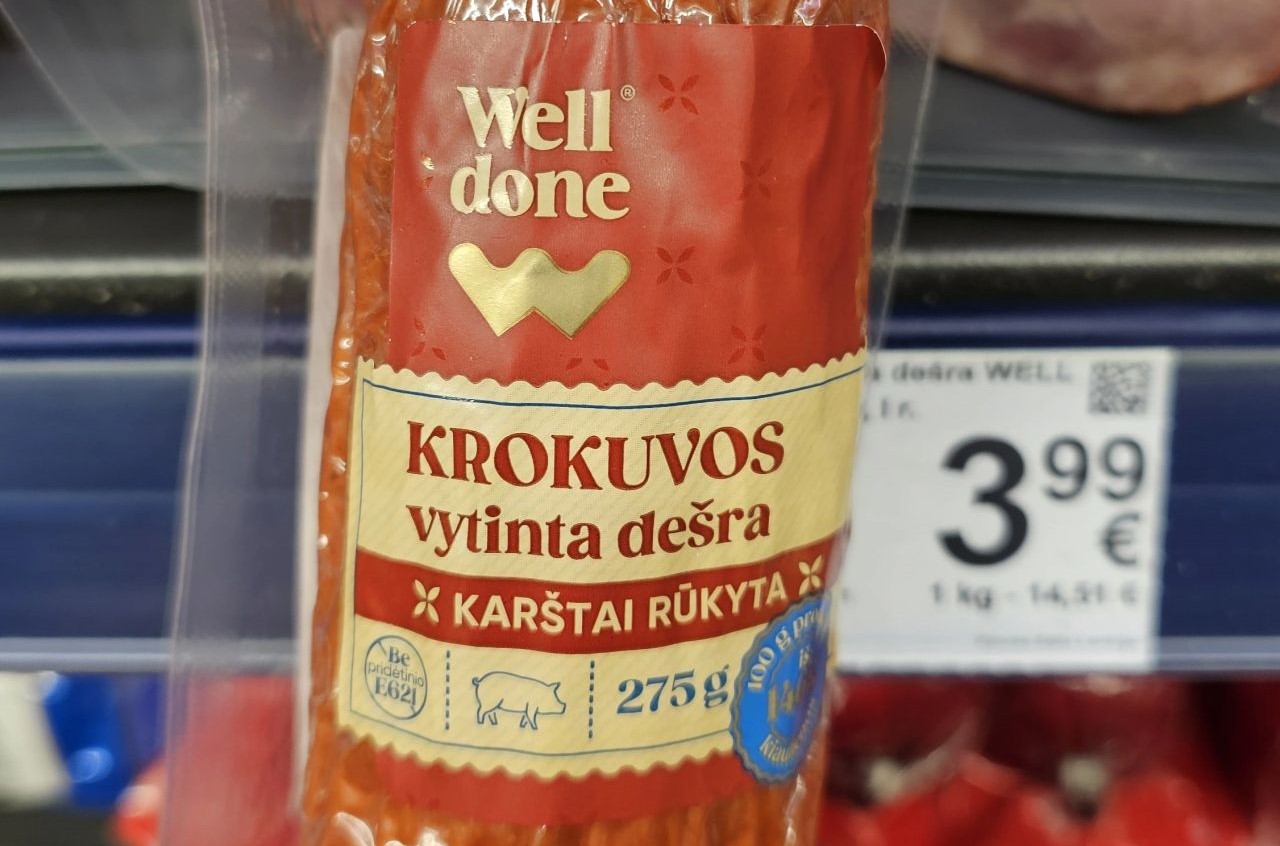 Well®
done
KROKUVOS
vytinta dešra
KARŠTAI RŪKYTA
Be
pridėtinio
E621
275 g
100 g
dešra WELL
I r.
3 99
€
1 kg - 14,51 €